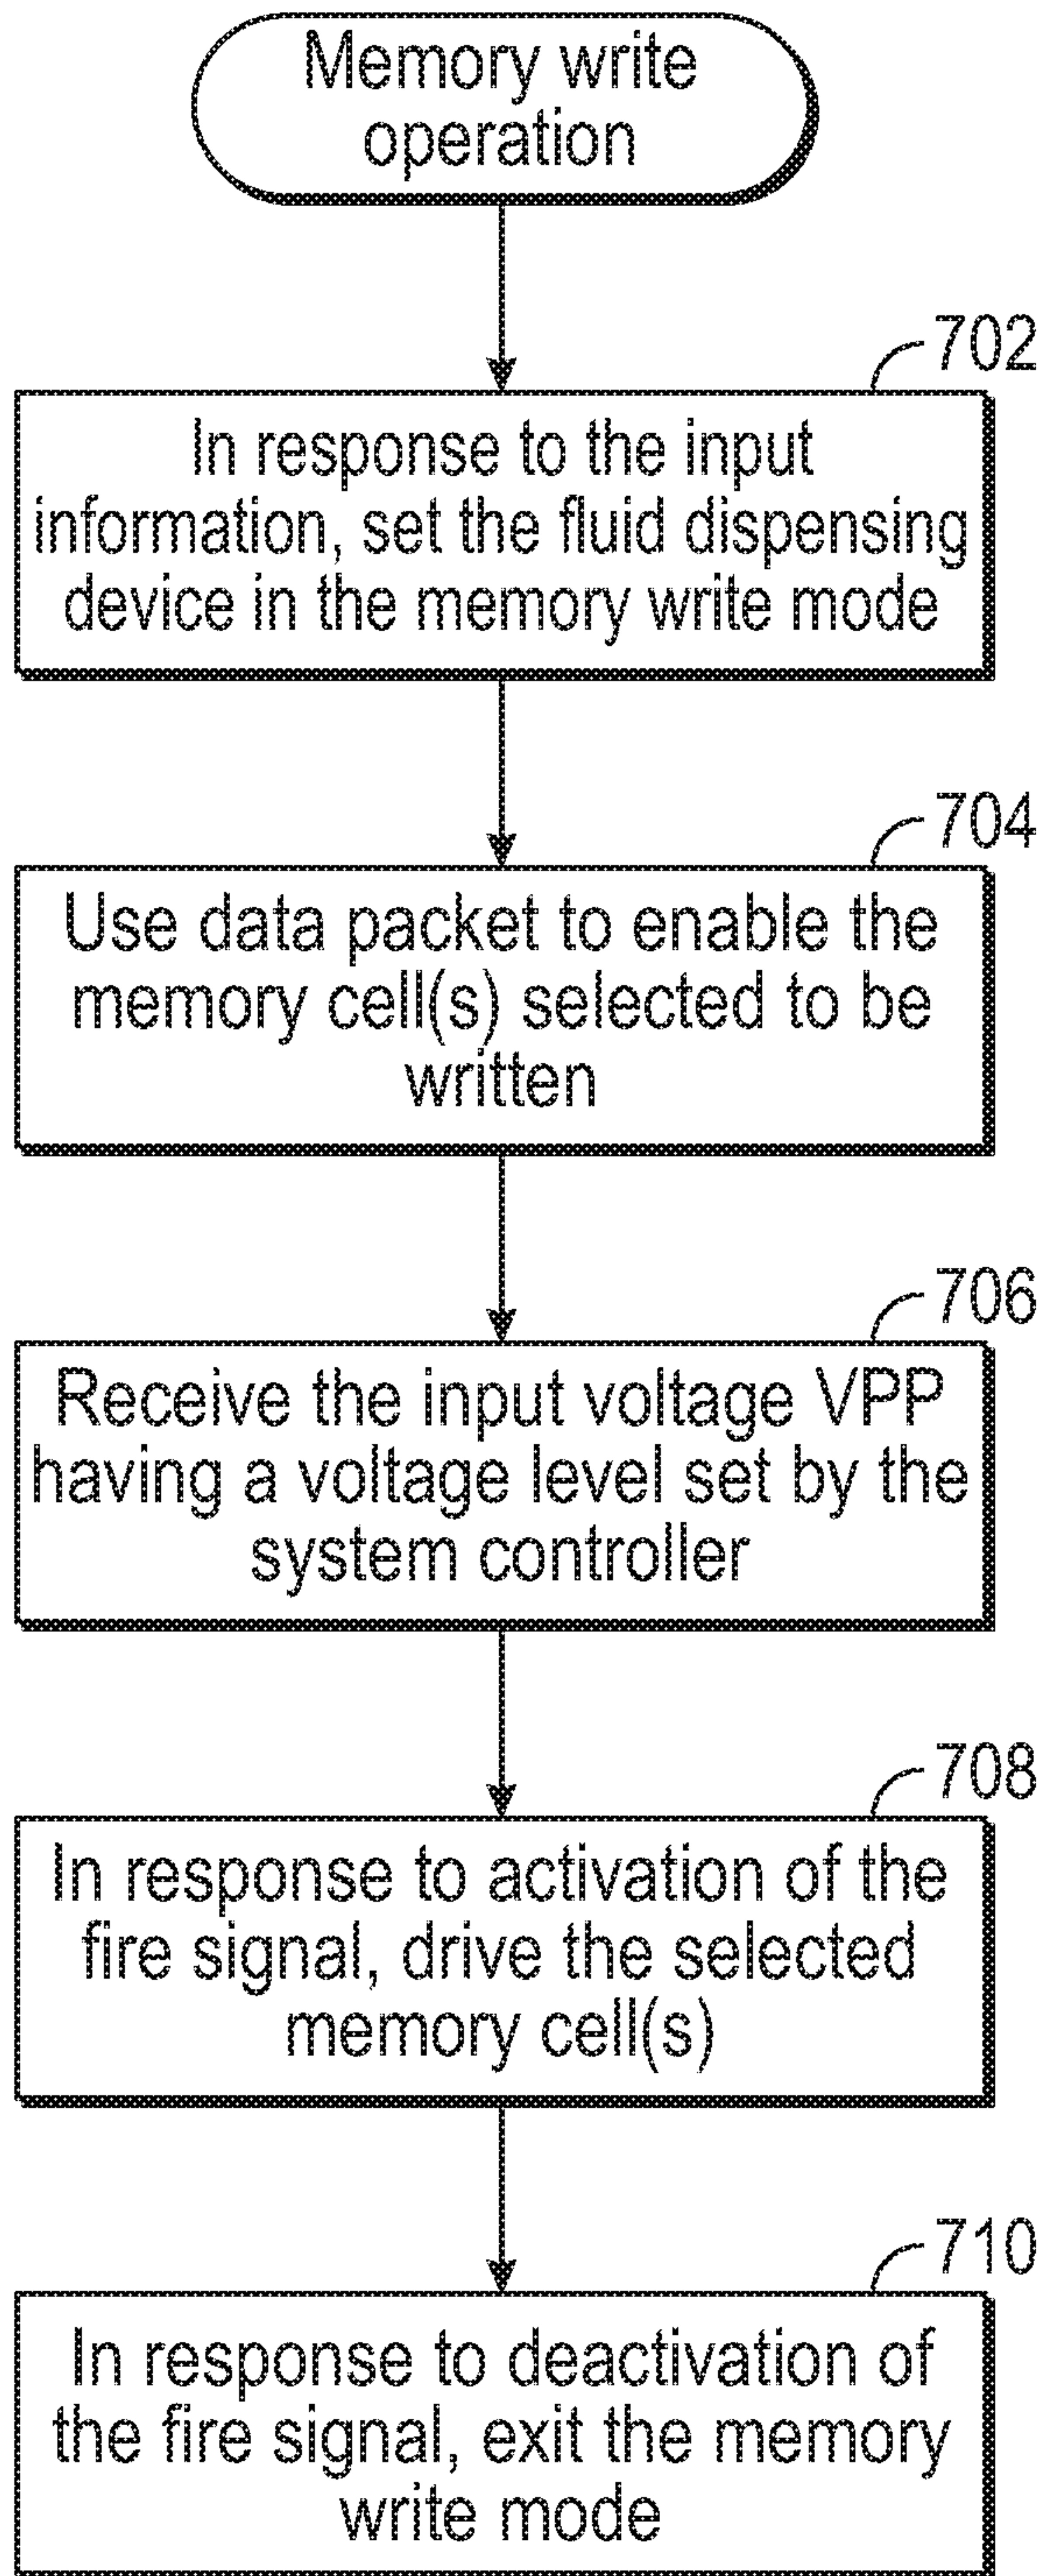 Memory write
operation
702
In response to the input
information, set the fluid dispensing
device in the memory write mode
704
Use data packet to enable the
memory cell(s) selected to be
written
706
Receive the input voltage VPP
having a voltage level set by the
system controller
708
In response to activation of the
fire signal, drive the selected
memory cell(s)
710
In response to deactivation of
the fire signal, exit the memory
write mode